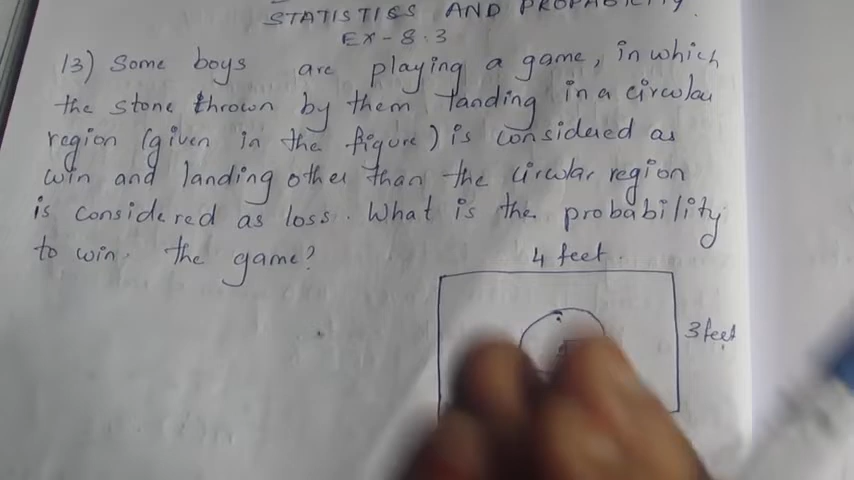 STATISTICS AND PROBABILITY.
EX - 8.3
13) Some boys are playing a game, in which
the stone thrown by them landing in a circular
region (given in the figure) is considered as
win and landing other than the circular region
is considered as loss. What is the probability
to win the game?
4 feet.
3 feet